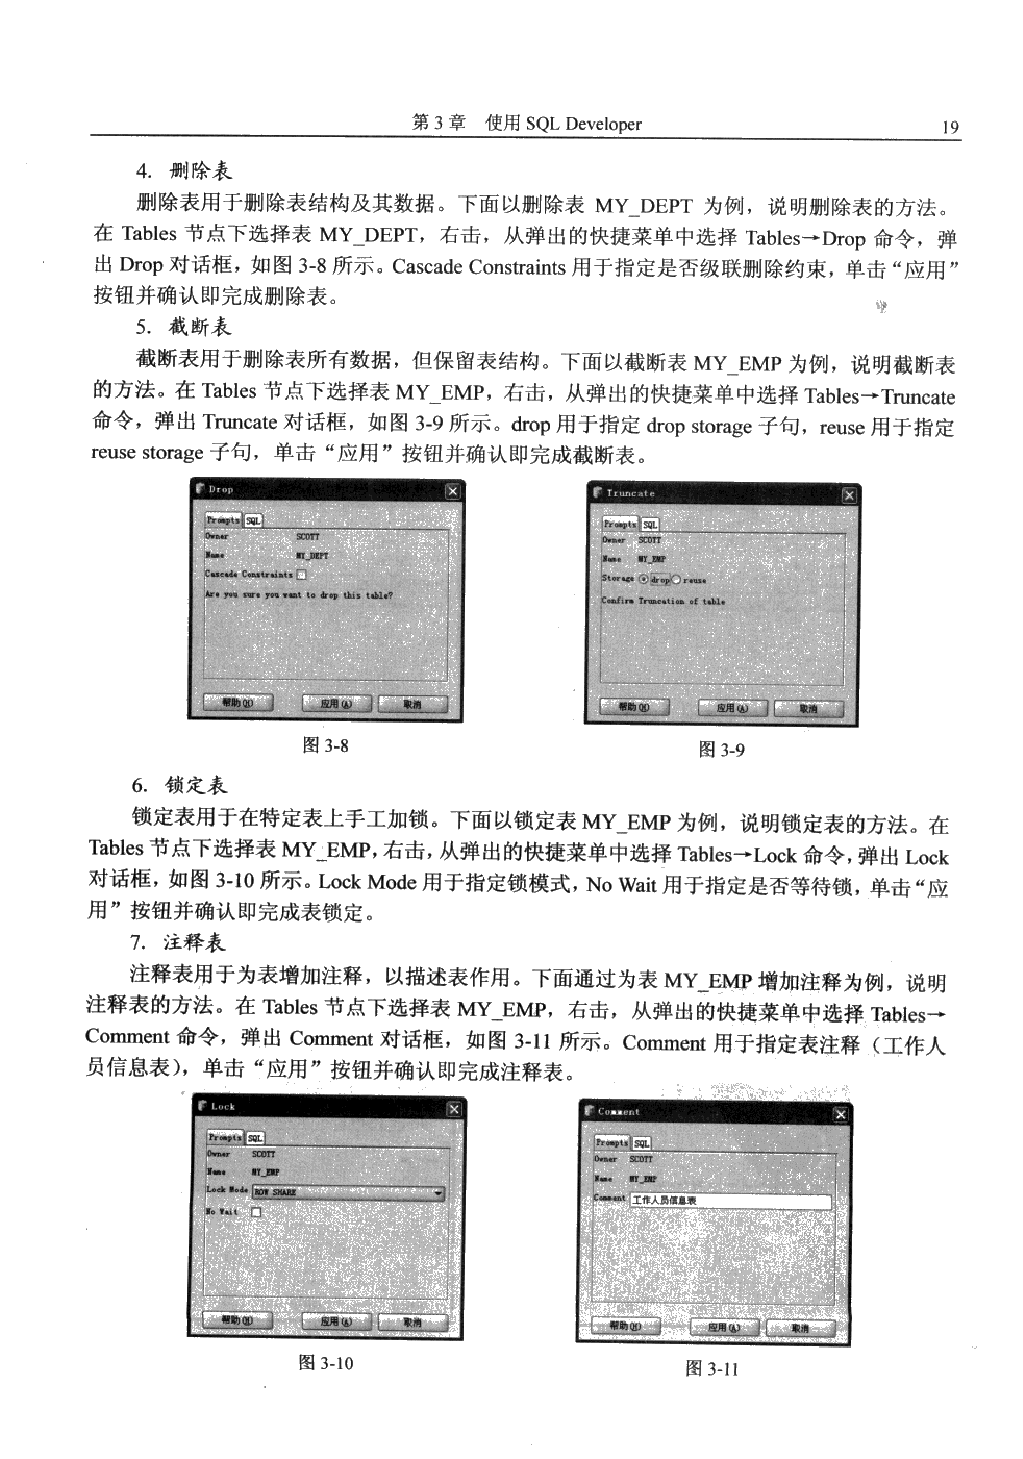 第 3 章　使用 SQL Developer
19
4. 删除表
删除表用于删除表结构及其数据。下面以删除表 MY_DEPT 为例，说明删除表的方法。
在 Tables 节点下选择表 MY_DEPT，右击，从弹出的快捷菜单中选择 Tables→Drop 命令，弹
出 Drop 对话框，如图 3-8 所示。Cascade Constraints 用于指定是否级联删除约束，单击“应用”
按钮并确认即完成删除表。
5. 截断表
截断表用于删除表所有数据，但保留表结构。下面以截断表 MY_EMP 为例，说明截断表
的方法。在 Tables 节点下选择表 MY_EMP，右击，从弹出的快捷菜单中选择 Tables→Truncate
命令，弹出 Truncate 对话框，如图 3-9 所示。drop 用于指定 drop storage 子句，reuse 用于指定
reuse storage 子句，单击“应用”按钮并确认即完成截断表。
Drop
Prompts SQL
Owner SCOTT
Name MY_DEPT
Cascade Constraints
Are you sure you want to drop this table?
帮助(H) 应用(A) 取消
图 3-8
Truncate
Prompts SQL
Owner SCOTT
Name MY_EMP
Storage drop reuse
Confirm Truncation of table
帮助(H) 应用(A) 取消
图 3-9
6. 锁定表
锁定表用于在特定表上手工加锁。下面以锁定表 MY_EMP 为例，说明锁定表的方法。在
Tables 节点下选择表 MY_EMP，右击，从弹出的快捷菜单中选择 Tables→Lock 命令，弹出 Lock
对话框，如图 3-10 所示。Lock Mode 用于指定锁模式，No Wait 用于指定是否等待锁，单击“应
用”按钮并确认即完成表锁定。
7. 注释表
注释表用于为表增加注释，以描述表作用。下面通过为表 MY_EMP 增加注释为例，说明
注释表的方法。在 Tables 节点下选择表 MY_EMP，右击，从弹出的快捷菜单中选择 Tables→
Comment 命令，弹出 Comment 对话框，如图 3-11 所示。Comment 用于指定表注释（工作人
员信息表），单击“应用”按钮并确认即完成注释表。
Lock
Prompts SQL
Owner SCOTT
Name MY_EMP
Lock Mode ROW SHARE
No Wait
帮助(H) 应用(A) 取消
图 3-10
Comment
Prompts SQL
Owner SCOTT
Name MY_EMP
Comment 工作人员信息表
帮助(H) 应用(A) 取消
图 3-11